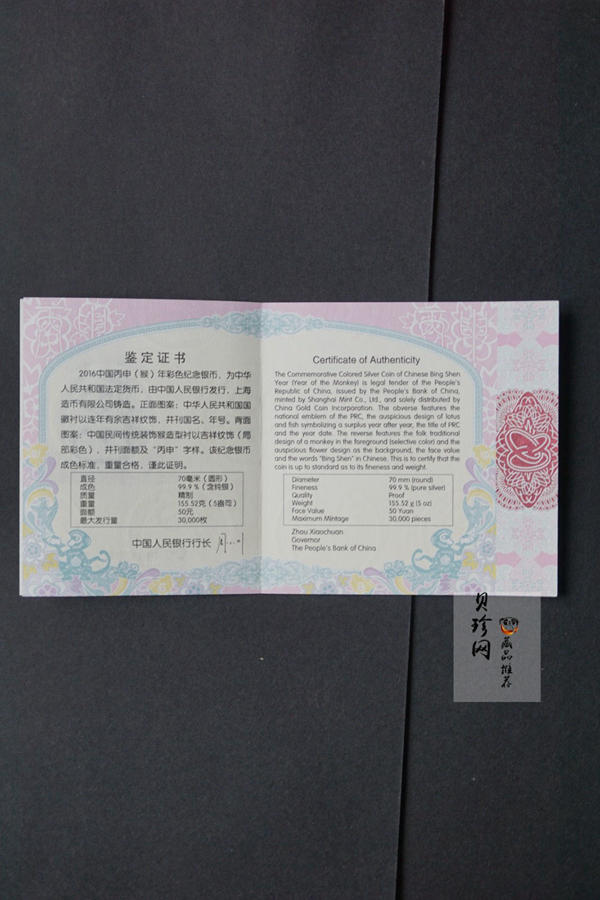 鉴定证书
2016中国丙申（猴）年彩色纪念银币，为中华
人民共和国法定货币，由中国人民银行发行，上海
造币有限公司铸造。正面图案：中华人民共和国国
徽衬以连年有余吉祥纹饰，并刊国名、年号。背面
图案：中国民间传统装饰猴造型衬以吉祥纹饰（局
部彩色），并刊面额及“丙申”字样。该纪念银币
成色标准，重量合格，谨此证明。
直径 70毫米（圆形）
成色 99.9％（含纯银）
质量 精制
重量 155.52克（5盎司）
面额 50元
最大发行量 30,000枚
中国人民银行行长
Certificate of Authenticity
The Commemorative Colored Silver Coin of Chinese Bing Shen
Year (Year of the Monkey) is legal tender of the People's
Republic of China, issued by the People's Bank of China,
minted by Shanghai Mint Co., Ltd., and solely distributed by
China Gold Coin Incorporation. The obverse features the
national emblem of the PRC, the auspicious design of lotus
and fish symbolizing a surplus year after year, the title of PRC
and the year date. The reverse features the folk traditional
design of a monkey in the foreground (selective color) and the
auspicious flower design as the background, the face value
and the words "Bing Shen" in Chinese. This is to certify that the
coin is up to standard as to its fineness and weight.
Diameter 70 mm (round)
Fineness 99.9 % (pure silver)
Quality Proof
Weight 155.52 g (5 oz)
Face Value 50 Yuan
Maximum Mintage 30,000 pieces
Zhou Xiaochuan
Governor
The People's Bank of China
贝珍网
藏品推荐